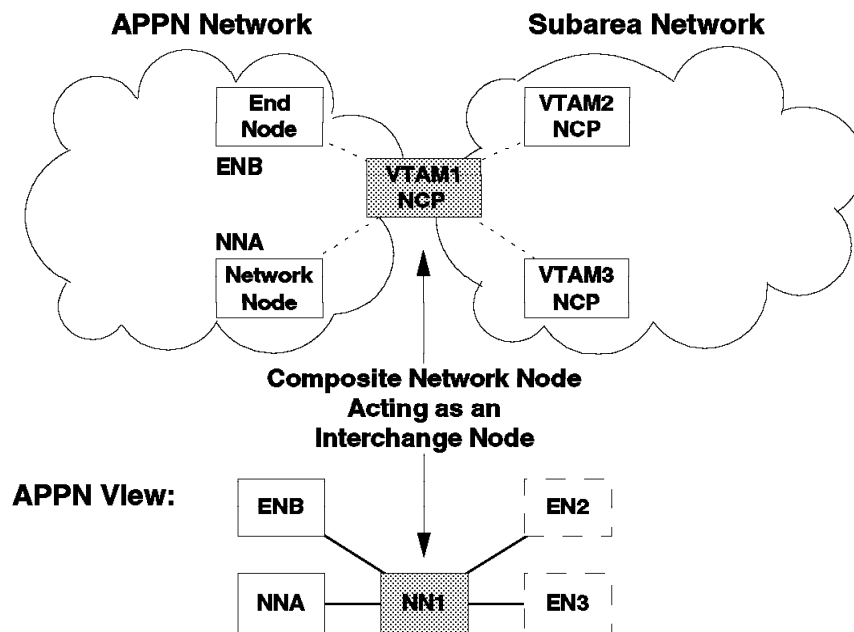 APPN Network
Subarea Network
End
Node
ENB
VTAM2
NCP
VTAM1
NCP
NNA
Network
Node
VTAM3
NCP
Composite Network Node
Acting as an
Interchange Node
APPN View:
ENB
EN2
NNA
NN1
EN3